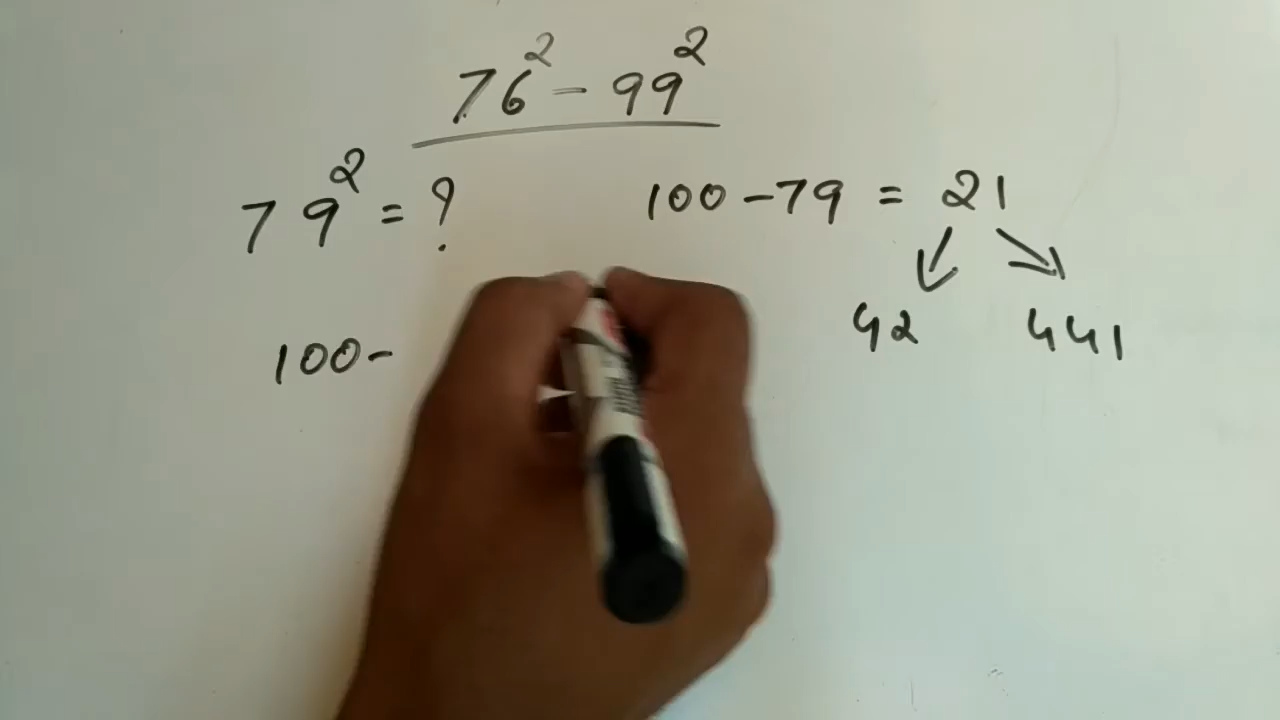 76² - 99²
79² = ?
100 - 79 = 21
42 441
100 -